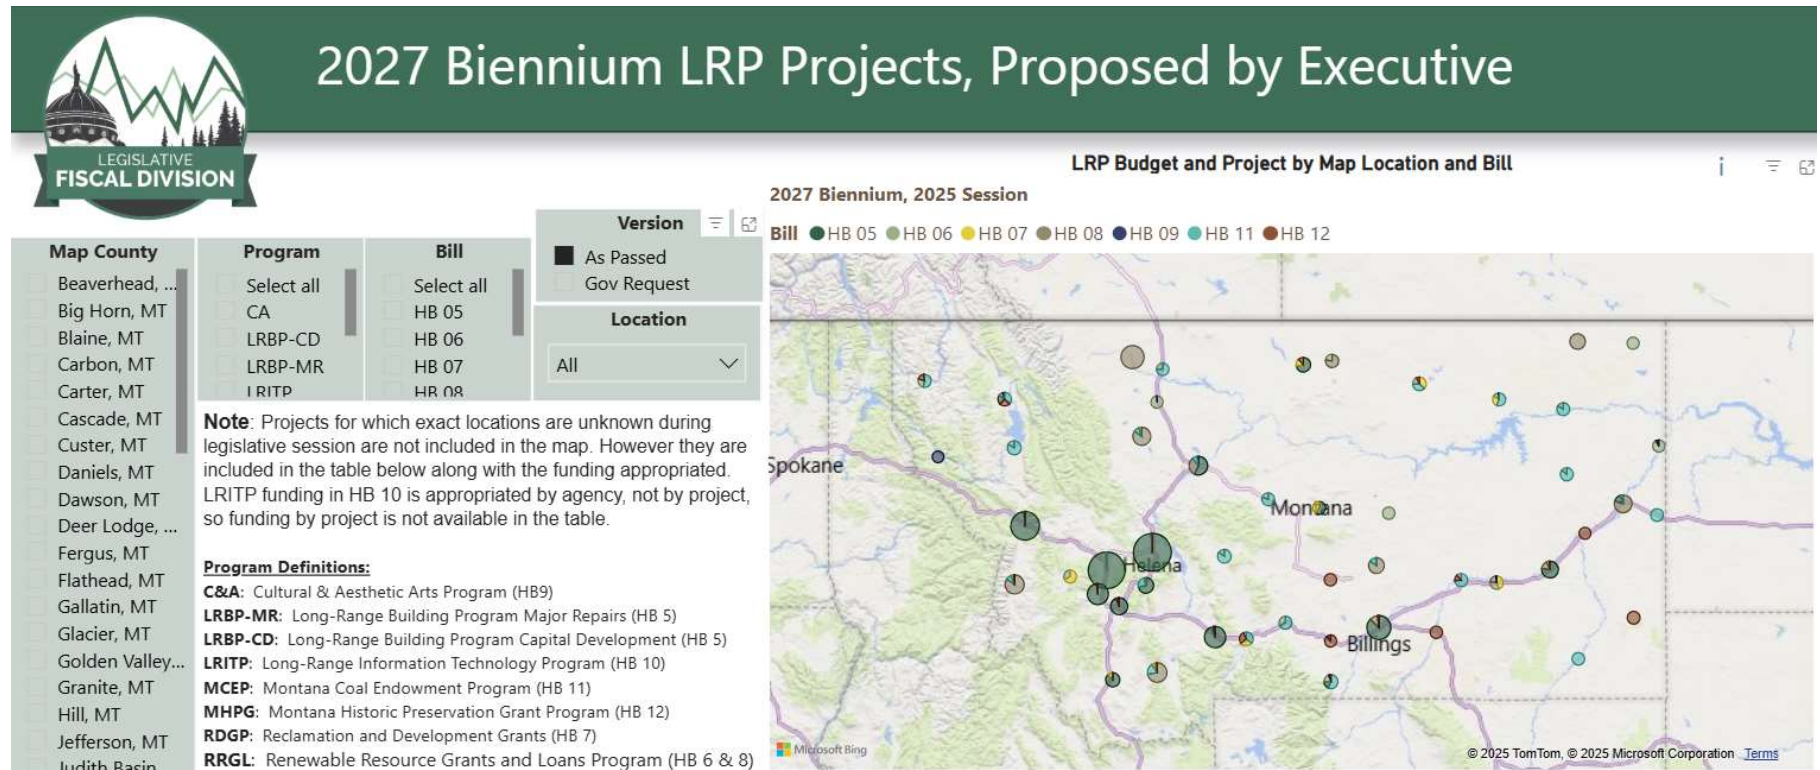 2027 Biennium LRP Projects, Proposed by Executive
LEGISLATIVE
FISCAL DIVISION
Map County
Beaverhead, ...
Big Horn, MT
Blaine, MT
Carbon, MT
Carter, MT
Cascade, MT
Custer, MT
Daniels, MT
Dawson, MT
Deer Lodge, ...
Fergus, MT
Flathead, MT
Gallatin, MT
Glacier, MT
Golden Valley...
Granite, MT
Hill, MT
Jefferson, MT
Judith Basin
Program
Select all
CA
LRBP-CD
LRBP-MR
LRITP
Bill
Select all
HB 05
HB 06
HB 07
HB 08
Version
As Passed
Gov Request
Location
All
Note: Projects for which exact locations are unknown during
legislative session are not included in the map. However they are
included in the table below along with the funding appropriated.
LRITP funding in HB 10 is appropriated by agency, not by project,
so funding by project is not available in the table.
Program Definitions:
C&A: Cultural & Aesthetic Arts Program (HB9)
LRBP-MR: Long-Range Building Program Major Repairs (HB 5)
LRBP-CD: Long-Range Building Program Capital Development (HB 5)
LRITP: Long-Range Information Technology Program (HB 10)
MCEP: Montana Coal Endowment Program (HB 11)
MHPG: Montana Historic Preservation Grant Program (HB 12)
RDGP: Reclamation and Development Grants (HB 7)
RRGL: Renewable Resource Grants and Loans Program (HB 6 & 8)
LRP Budget and Project by Map Location and Bill
2027 Biennium, 2025 Session
Bill HB 05 HB 06 HB 07 HB 08 HB 09 HB 11 HB 12
Spokane
Montana
Helena
Billings
Microsoft Bing
© 2025 TomTom, © 2025 Microsoft Corporation Terms